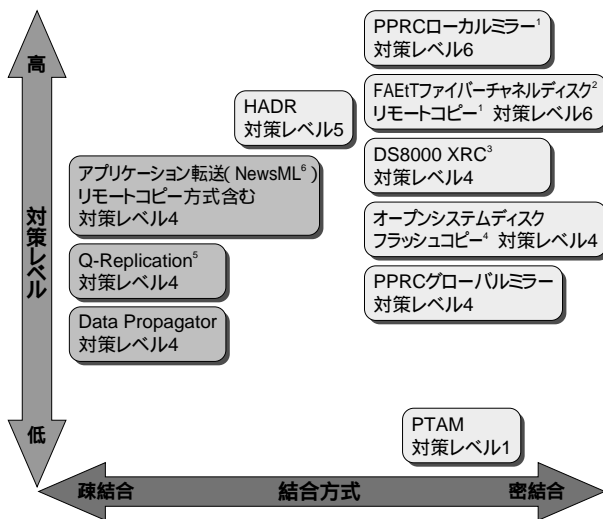 高
対策レベル
低
PPRCローカルミラー¹
対策レベル6
FAEtTファイバーチャネルディスク²
リモートコピー¹ 対策レベル6
HADR
対策レベル5
DS8000 XRC³
対策レベル4
アプリケーション転送( NewsML⁶ )
リモートコピー方式含む
対策レベル4
オープンシステムディスク
フラッシュコピー⁴ 対策レベル4
Q-Replication⁵
対策レベル4
PPRCグローバルミラー
対策レベル4
Data Propagator
対策レベル4
PTAM
対策レベル1
疎結合 結合方式 密結合